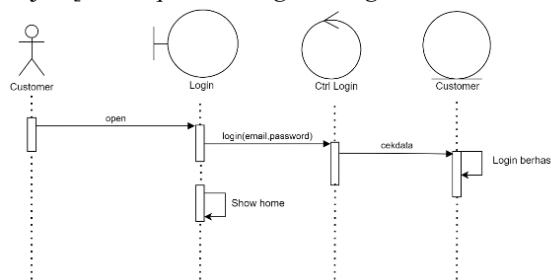 Customer
Login
Ctrl Login
Customer
open
login(email,password)
cekdata
Login berhas
Show home